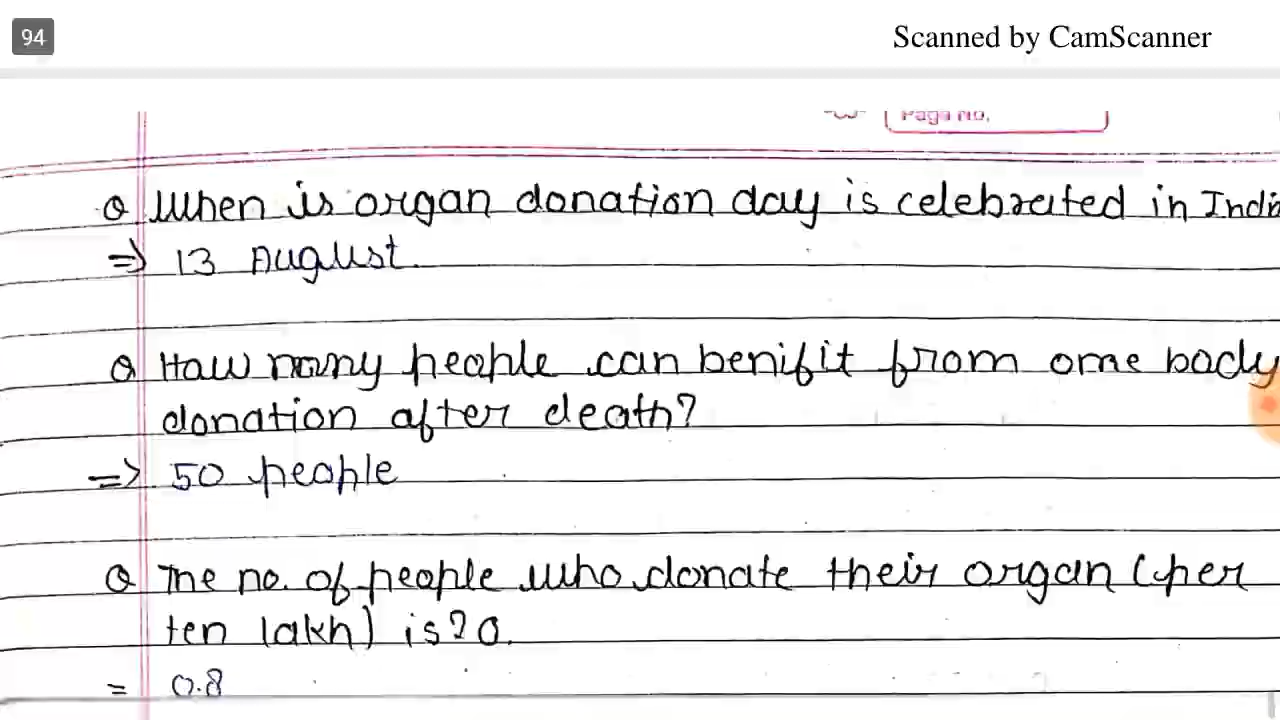 94
Scanned by CamScanner
Page No.
Q When is organ donation day is celebrated in India
=> 13 August.
Q How many people can benifit from one body
donation after death?
=> 50 people
Q The no. of people who donate their organ (per
ten lakh) is? 0.
= 0.8